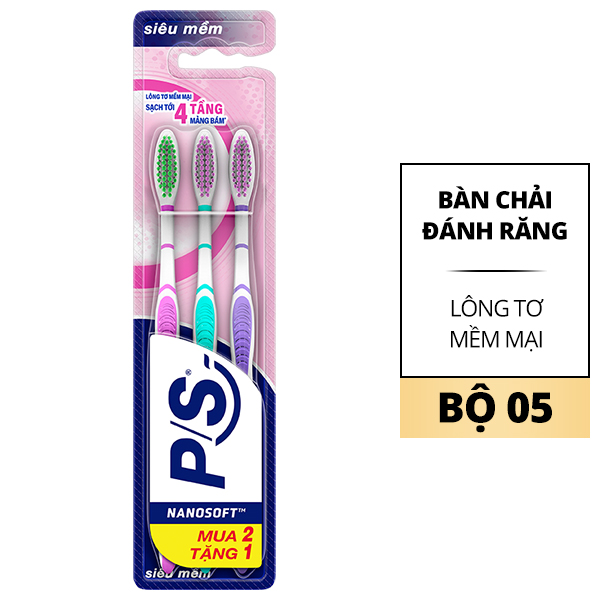 siêu mềm
LÔNG TƠ MỀM MẠI
SẠCH TỚI 4 TẦNG
MẢNG BÁM*
P/S®
NANOSOFT™
MUA 2
TẶNG 1
siêu mềm
BÀN CHẢI
ĐÁNH RĂNG
LÔNG TƠ
MỀM MẠI
BỘ 05